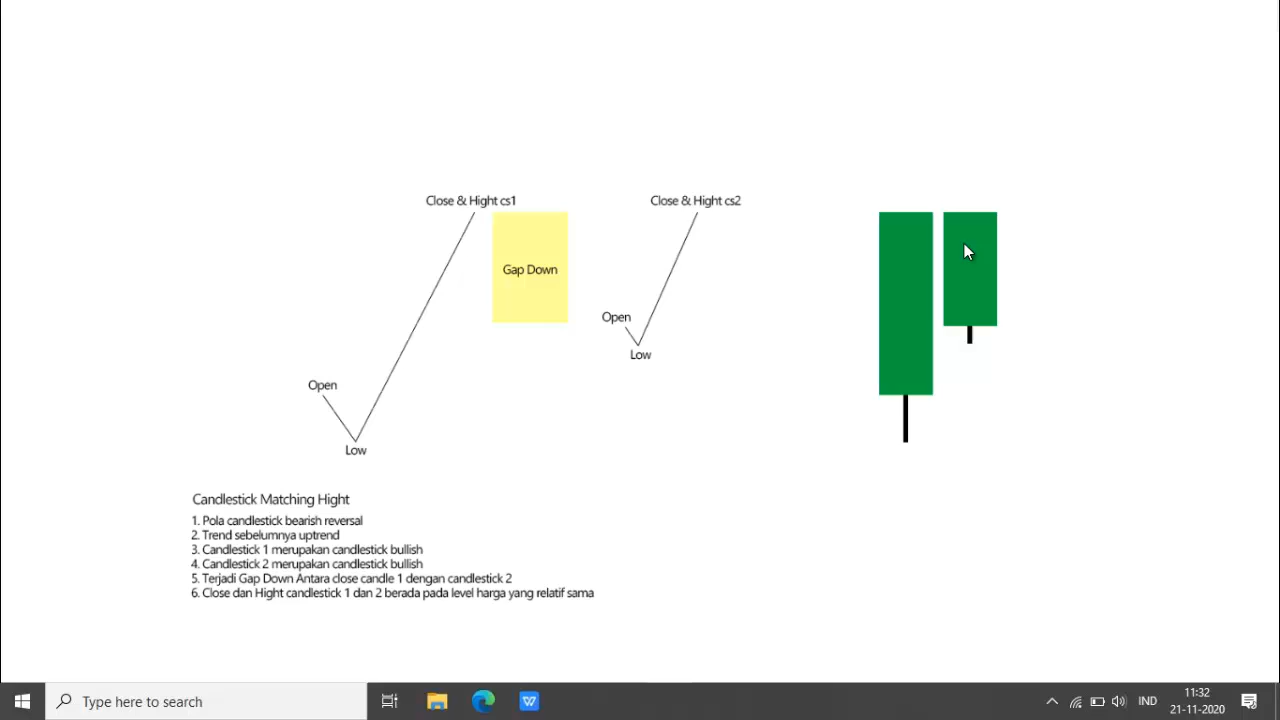 Close & Hight cs1
Close & Hight cs2
Gap Down
Open
Low
Open
Low
Candlestick Matching Hight
1. Pola candlestick bearish reversal
2. Trend sebelumnya uptrend
3. Candlestick 1 merupakan candlestick bullish
4. Candlestick 2 merupakan candlestick bullish
5. Terjadi Gap Down Antara close candle 1 dengan candlestick 2
6. Close dan Hight candlestick 1 dan 2 berada pada level harga yang relatif sama
Type here to search
W
IND
11:32
21-11-2020